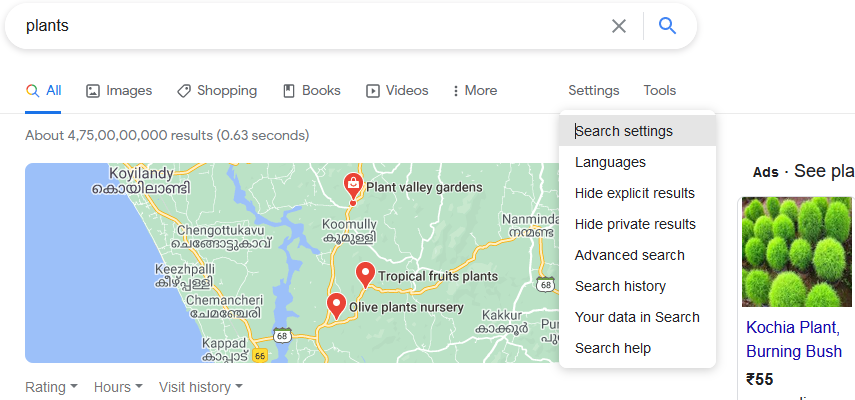 plants
All Images Shopping Books Videos More Settings Tools
About 4,75,00,00,000 results (0.63 seconds)
Search settings
Languages
Hide explicit results
Hide private results
Advanced search
Search history
Your data in Search
Search help
Koyilandy
കൊയിലാണ്ടി
Plant valley gardens
Chengottukavu
ചെങ്ങോട്ടുകാവ്
Koomully
കൂമുള്ളി
Nanminda
നന്മണ്ട
Keezhpalli
കീഴ്പ്പള്ളി
Tropical fruits plants
Chemancheri
ചേമഞ്ചേരി
Olive plants nursery
68
Kakkur
കാക്കൂർ
68
Kappad
കാപ്പാട്
66
Rating Hours Visit history
Ads · See pla
Kochia Plant,
Burning Bush
₹55